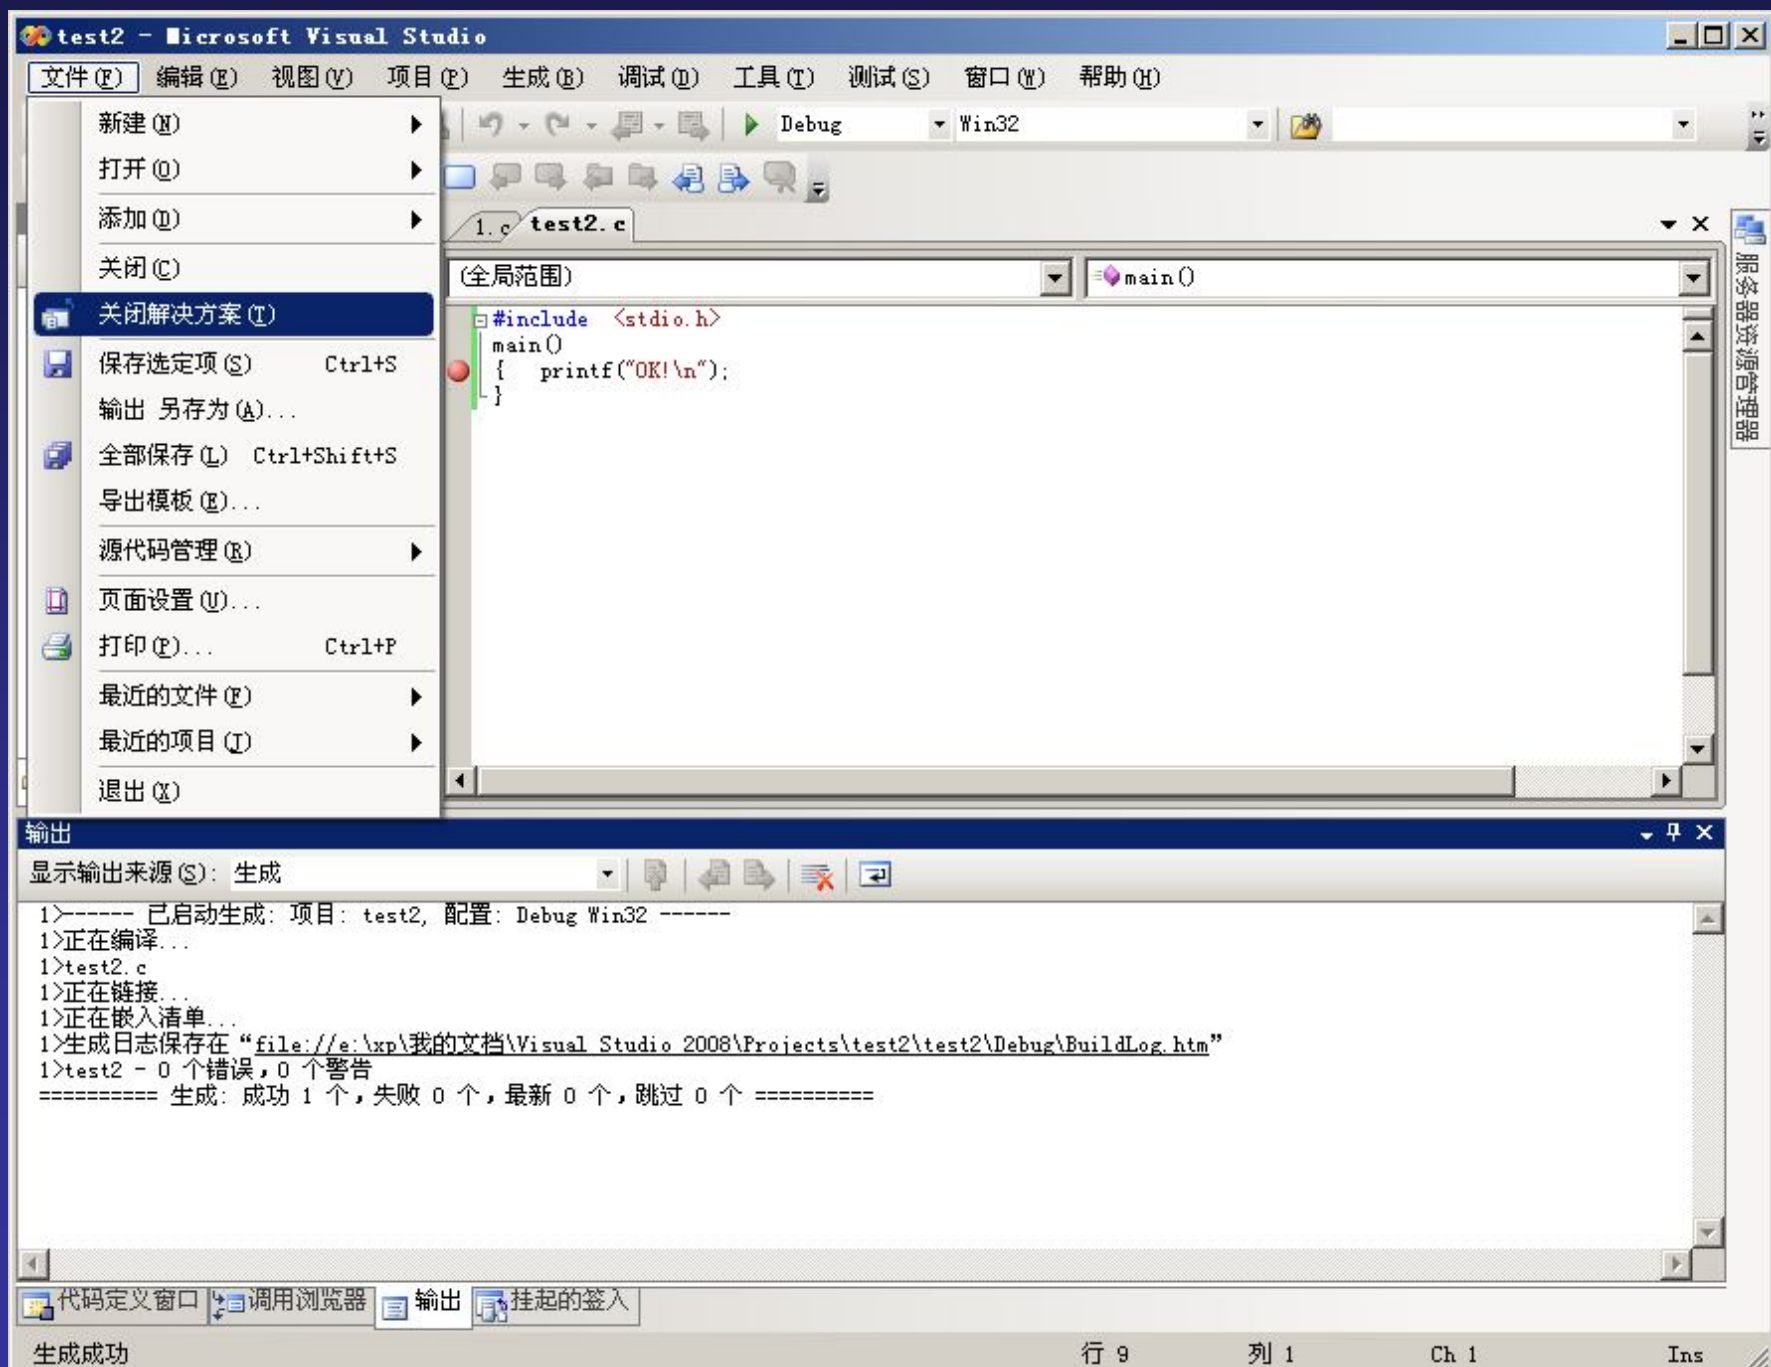 test2 - Microsoft Visual Studio
文件(F) 编辑(E) 视图(V) 项目(P) 生成(B) 调试(D) 工具(T) 测试(S) 窗口(W) 帮助(H)
Debug Win32
新建(N)
打开(O)
添加(D)
关闭(C)
关闭解决方案(T)
保存选定项(S) Ctrl+S
输出 另存为(A)...
全部保存(L) Ctrl+Shift+S
导出模板(E)...
源代码管理(R)
页面设置(U)...
打印(P)... Ctrl+P
最近的文件(F)
最近的项目(J)
退出(X)
1.c test2.c
(全局范围) main()
#include <stdio.h>
main()
{ printf("OK!\n");
}
服务器资源管理器
输出
显示输出来源(S): 生成
1>------ 已启动生成: 项目: test2, 配置: Debug Win32 ------
1>正在编译...
1>test2.c
1>正在链接...
1>正在嵌入清单...
1>生成日志保存在“file://e:\xp\我的文档\Visual Studio 2008\Projects\test2\test2\Debug\BuildLog.htm”
1>test2 - 0 个错误，0 个警告
========== 生成: 成功 1 个，失败 0 个，最新 0 个，跳过 0 个 ==========
代码定义窗口 调用浏览器 输出 挂起的签入
生成成功 行 9 列 1 Ch 1 Ins